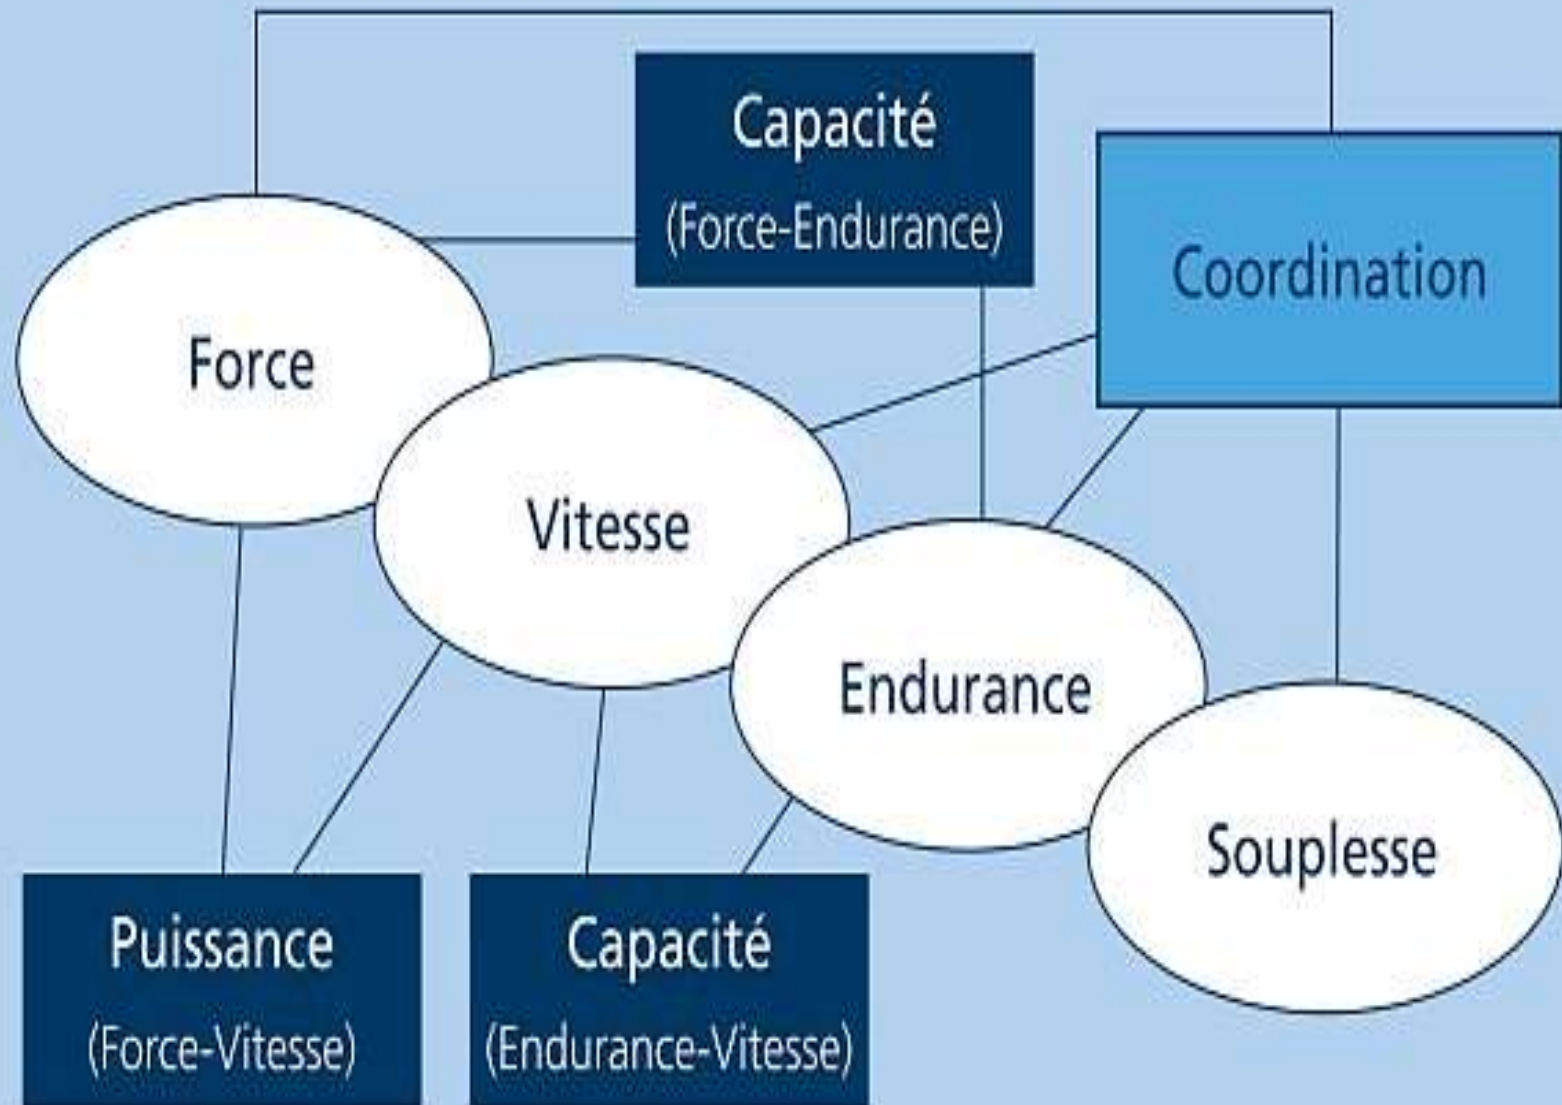 Capacité
(Force-Endurance)
Coordination
Force
Vitesse
Endurance
Souplesse
Puissance
(Force-Vitesse)
Capacité
(Endurance-Vitesse)